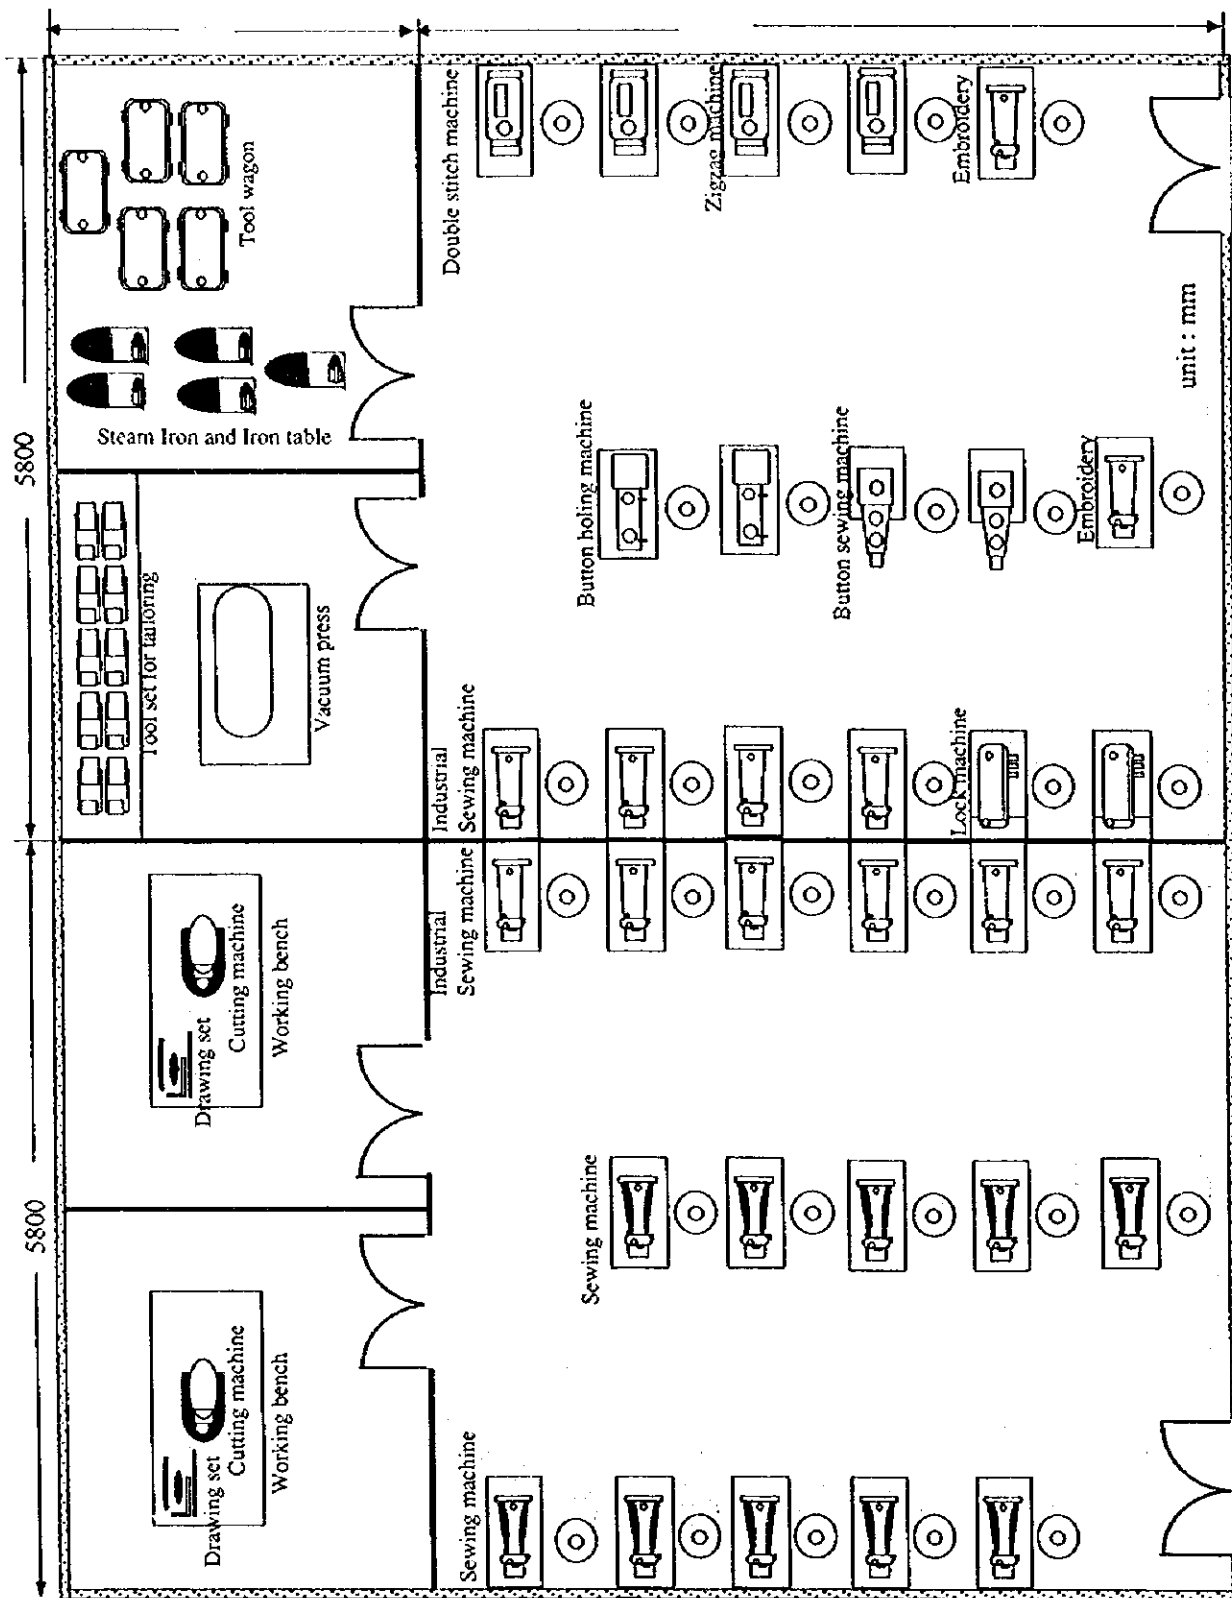 5800
5800
Tool wagon
Steam Iron and Iron table
Tool set for tailoring
Vacuum press
Drawing set
Cutting machine
Working bench
Drawing set
Cutting machine
Working bench
Double stitch machine
Zigzag machine
Embroidery
Button holing machine
Button sewing machine
Embroidery
Industrial
Sewing machine
Lock machine
Industrial
Sewing machine
Sewing machine
Sewing machine
unit : mm